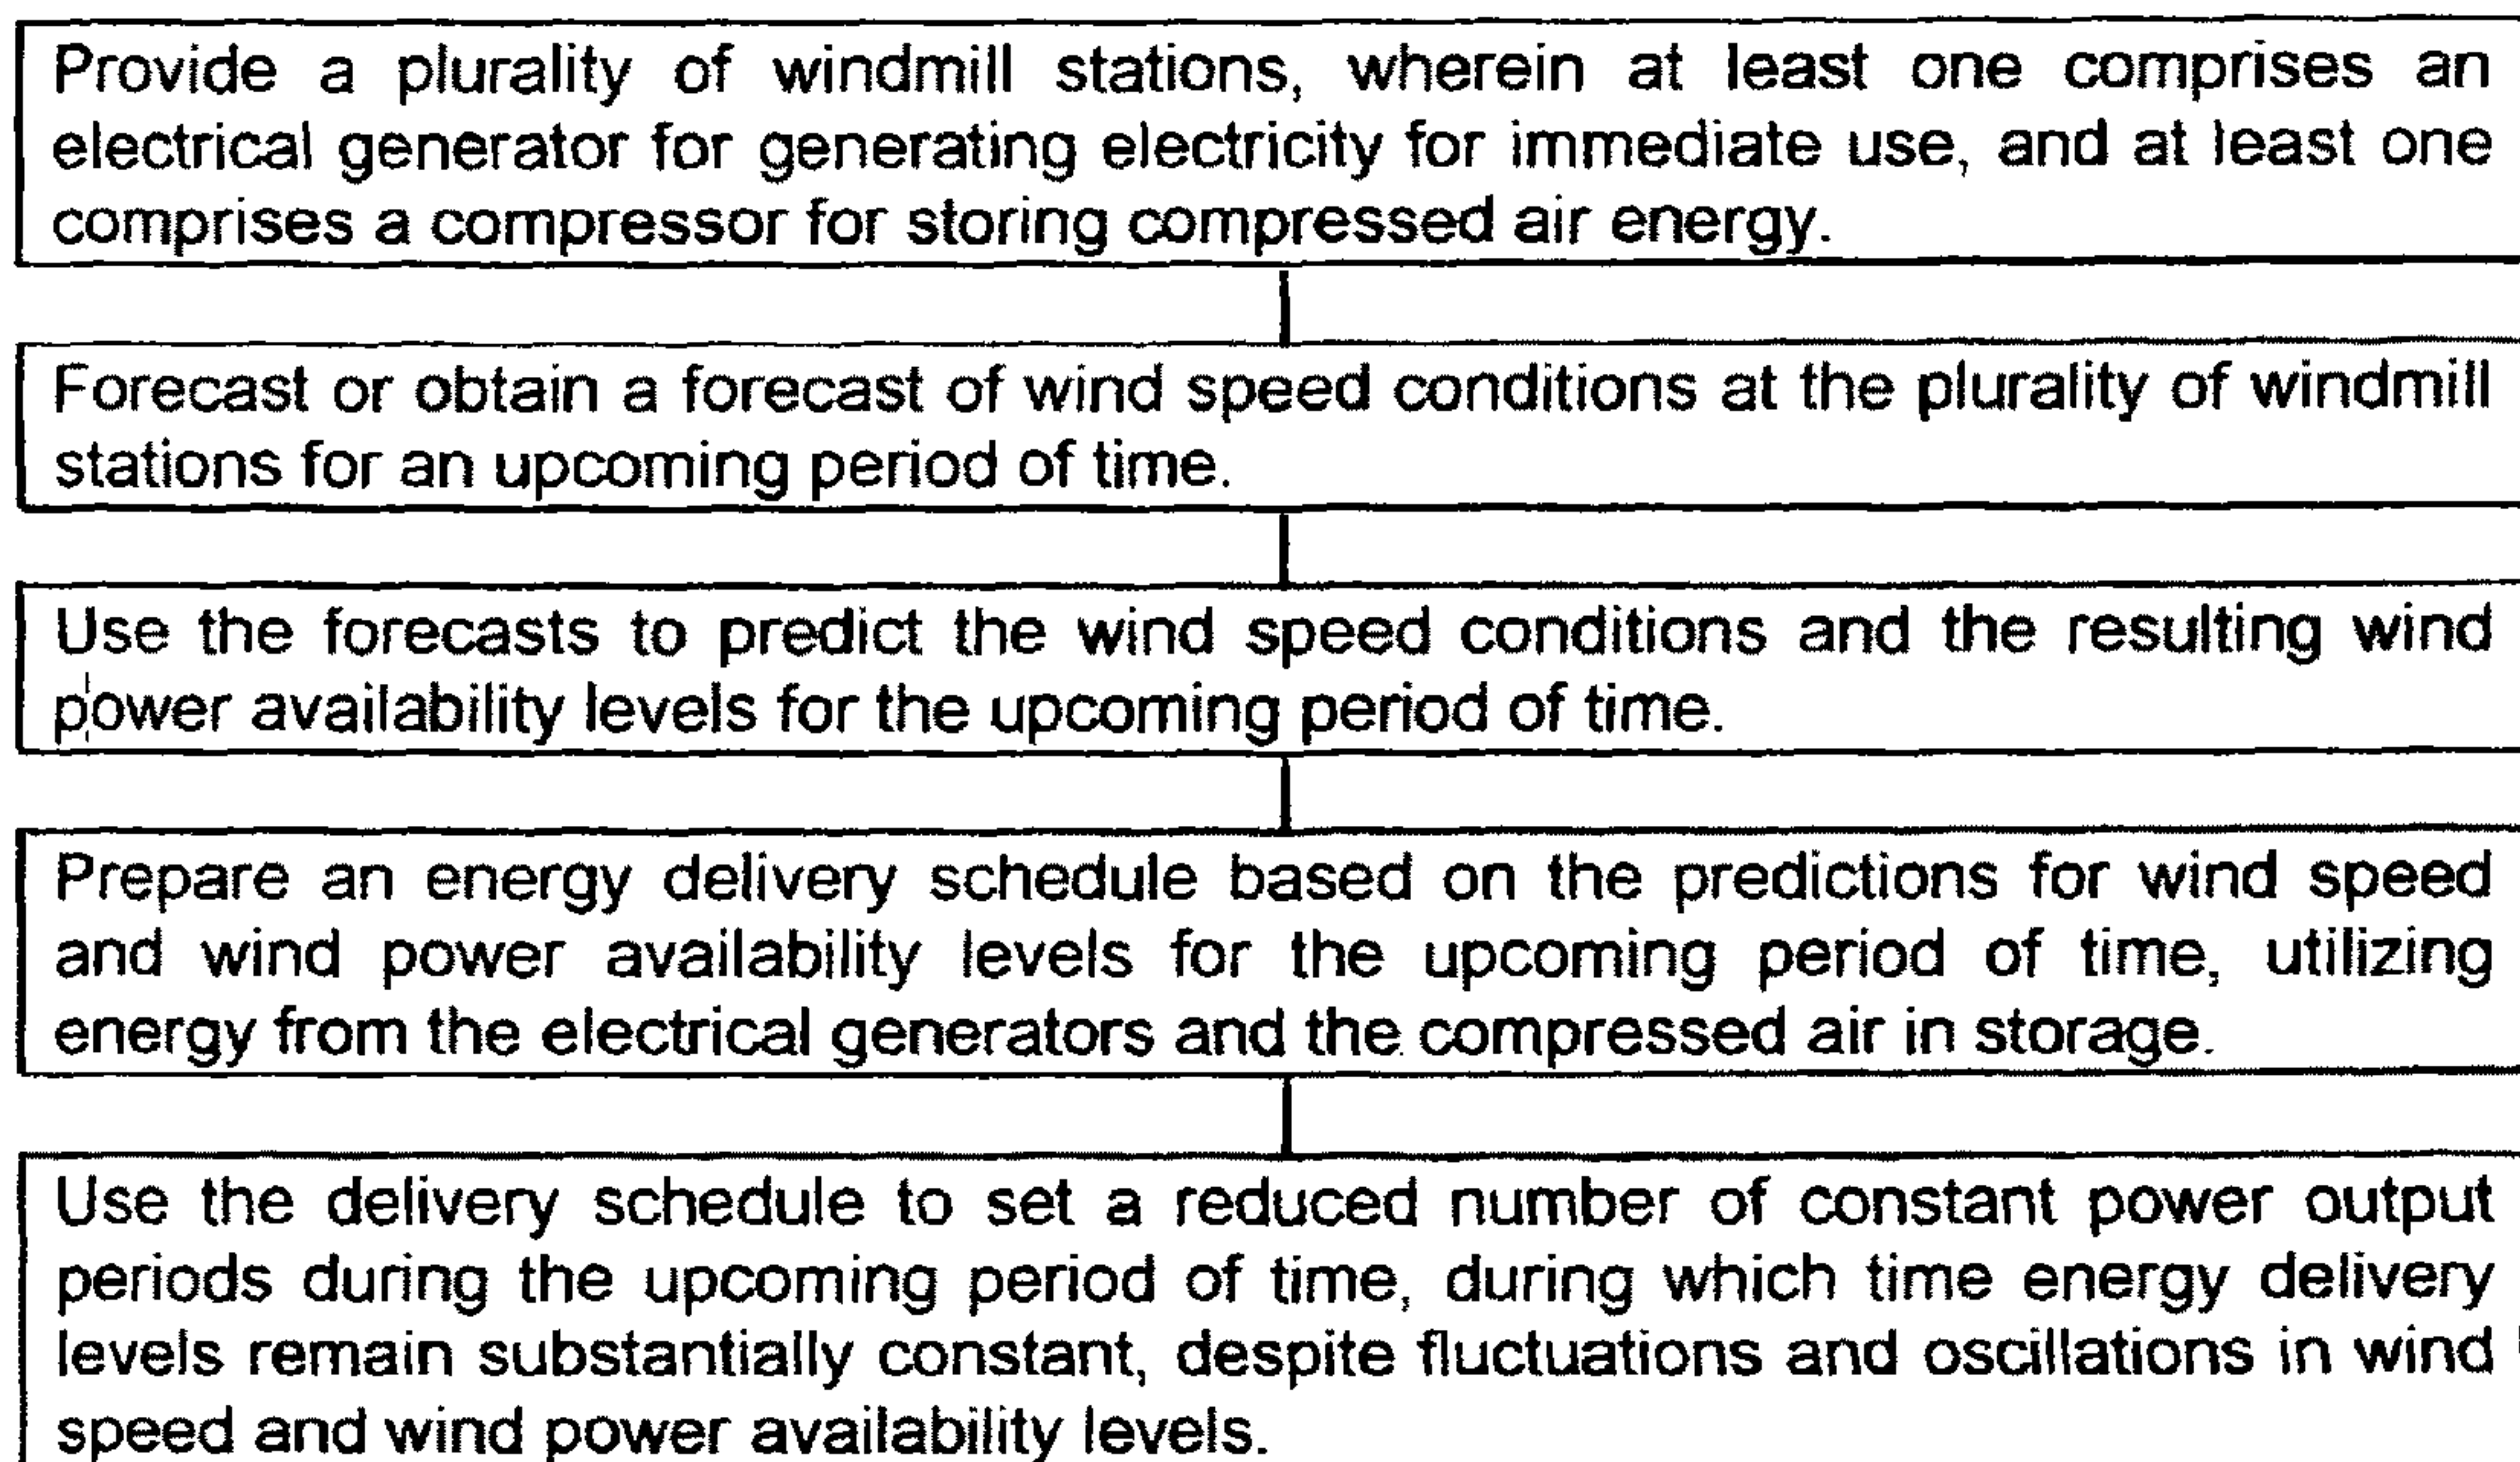 Provide a plurality of windmill stations, wherein at least one comprises an
electrical generator for generating electricity for immediate use, and at least one
comprises a compressor for storing compressed air energy.
Forecast or obtain a forecast of wind speed conditions at the plurality of windmill
stations for an upcoming period of time.
Use the forecasts to predict the wind speed conditions and the resulting wind
power availability levels for the upcoming period of time.
Prepare an energy delivery schedule based on the predictions for wind speed
and wind power availability levels for the upcoming period of time, utilizing
energy from the electrical generators and the compressed air in storage.
Use the delivery schedule to set a reduced number of constant power output
periods during the upcoming period of time, during which time energy delivery
levels remain substantially constant, despite fluctuations and oscillations in wind
speed and wind power availability levels.